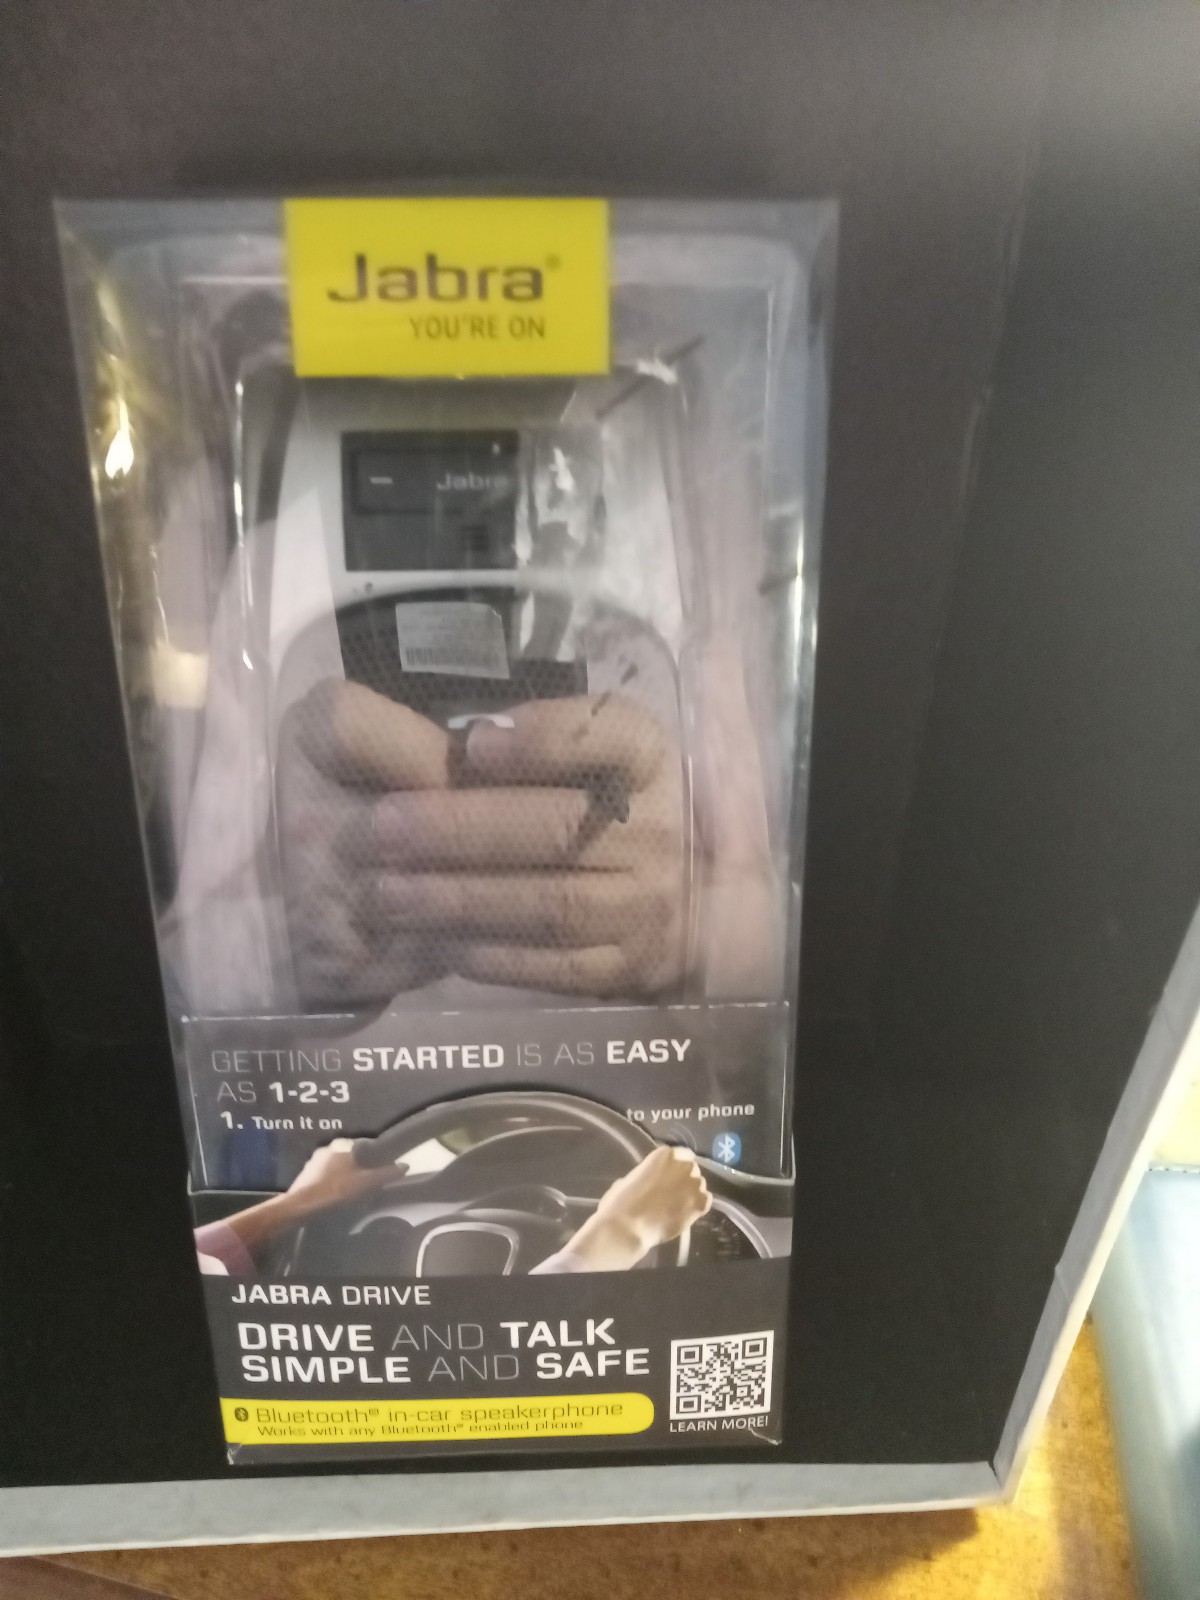 Jabra®
YOU'RE ON
Jabra
GETTING STARTED IS AS EASY
AS 1-2-3
1. Turn it on
to your phone
JABRA DRIVE
DRIVE AND TALK
SIMPLE AND SAFE
Bluetooth® in-car speakerphone
Works with any Bluetooth® enabled phone
LEARN MORE!